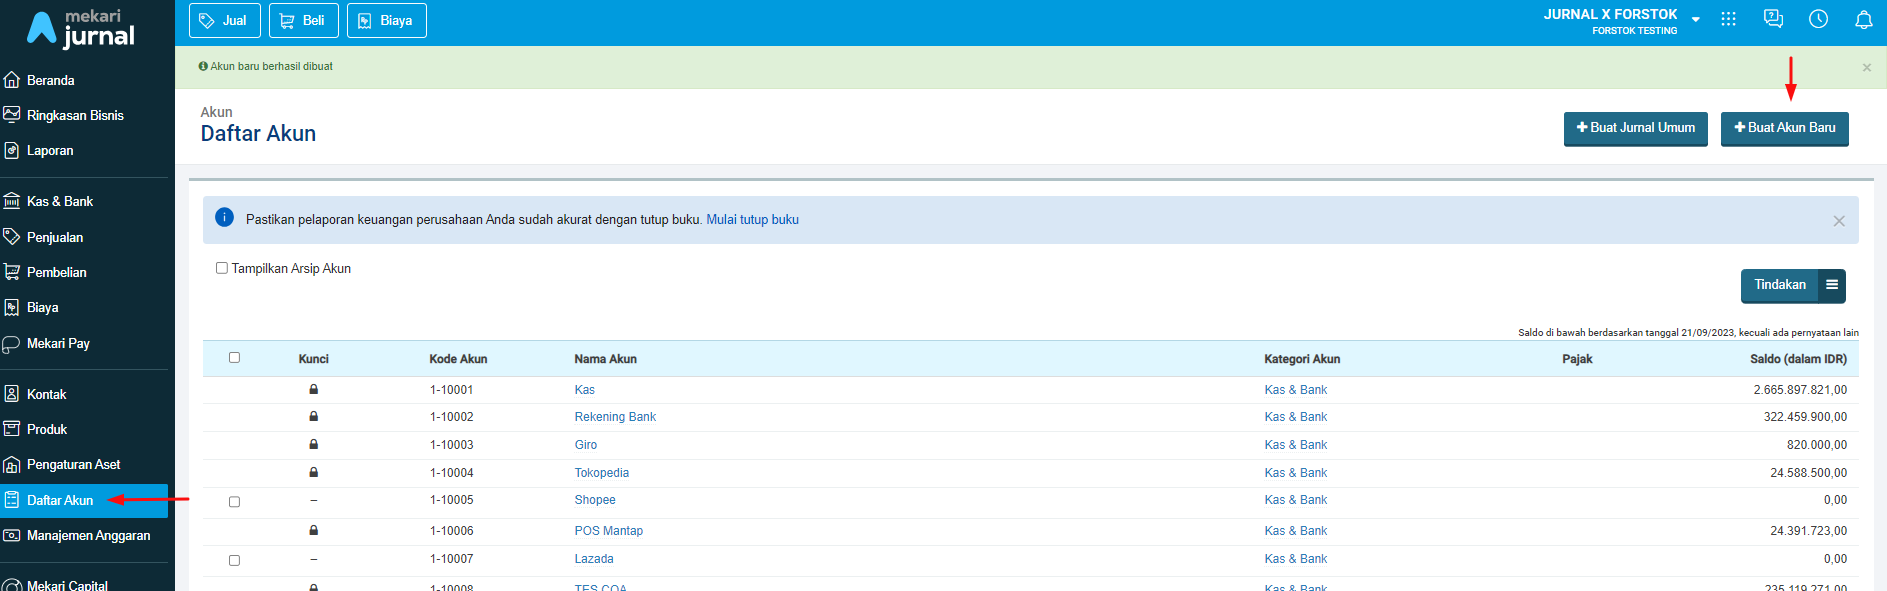 mekari
jurnal
Jual
Beli
Biaya
JURNAL X FORSTOK
FORSTOK TESTING
Beranda
Ringkasan Bisnis
Laporan
Kas & Bank
Penjualan
Pembelian
Biaya
Mekari Pay
Kontak
Produk
Pengaturan Aset
Daftar Akun
Manajemen Anggaran
Mekari Capital
Akun baru berhasil dibuat
×
Akun
Daftar Akun
Buat Jurnal Umum
Buat Akun Baru
Pastikan pelaporan keuangan perusahaan Anda sudah akurat dengan tutup buku. Mulai tutup buku
Tampilkan Arsip Akun
Tindakan
Saldo di bawah berdasarkan tanggal 21/09/2023, kecuali ada pernyataan lain
Kunci Kode Akun Nama Akun Kategori Akun Pajak Saldo (dalam IDR)
1-10001 Kas Kas & Bank 2.665.897.821,00
1-10002 Rekening Bank Kas & Bank 322.459.900,00
1-10003 Giro Kas & Bank 820.000,00
1-10004 Tokopedia Kas & Bank 24.588.500,00
– 1-10005 Shopee Kas & Bank 0,00
1-10006 POS Mantap Kas & Bank 24.391.723,00
– 1-10007 Lazada Kas & Bank 0,00
1-10008 TES COA Kas & Bank 235.119.271,00